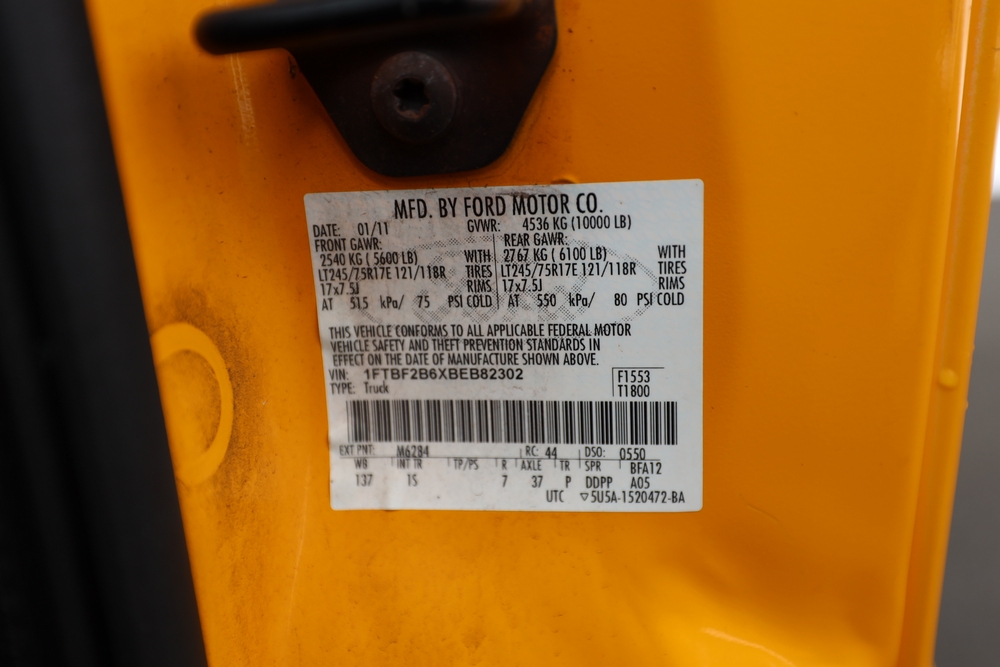 MFD. BY FORD MOTOR CO.
DATE: 01/11 GVWR: 4536 KG (10000 LB)
FRONT GAWR: REAR GAWR:
2540 KG ( 5600 LB) WITH 2767 KG ( 6100 LB) WITH
LT245/75R17E 121/118R TIRES LT245/75R17E 121/118R TIRES
17x7.5J RIMS 17x7.5J RIMS
AT 515 kPa/ 75 PSI COLD AT 550 kPa/ 80 PSI COLD
THIS VEHICLE CONFORMS TO ALL APPLICABLE FEDERAL MOTOR
VEHICLE SAFETY AND THEFT PREVENTION STANDARDS IN
EFFECT ON THE DATE OF MANUFACTURE SHOWN ABOVE.
VIN: 1FTBF2B6XBEB82302 F1553
TYPE: Truck T1800
EXT PNT: M6284 RC: 44 DSO: 0550
WB INT TR TP/PS R AXLE TR SPR BFA12
137 1S 7 37 P DDPP A05
UTC ▽5U5A-1520472-BA